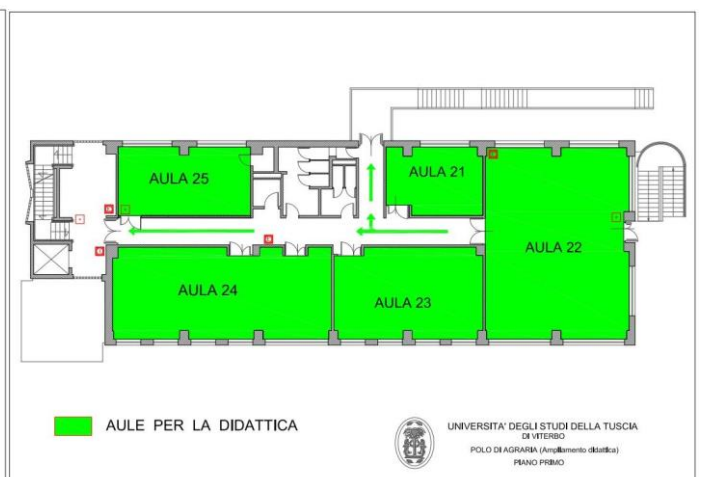 AULA 25
AULA 21
AULA 22
AULA 24
AULA 23
AULE PER LA DIDATTICA
UNIVERSITA' DEGLI STUDI DELLA TUSCIA
DI VITERBO
POLO DI AGRARIA (Ampliamento didattica)
PIANO PRIMO